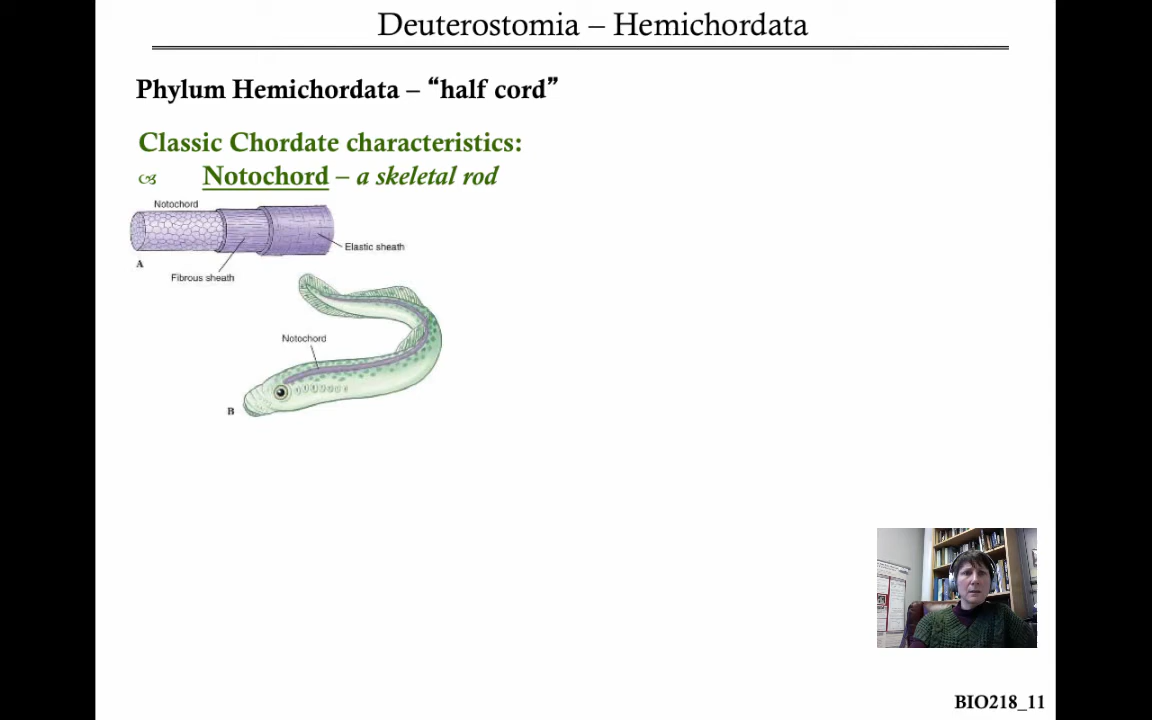 Deuterostomia – Hemichordata
Phylum Hemichordata – “half cord”
Classic Chordate characteristics:
Notochord – a skeletal rod
Notochord
Elastic sheath
A
Fibrous sheath
Notochord
B
BIO218_11